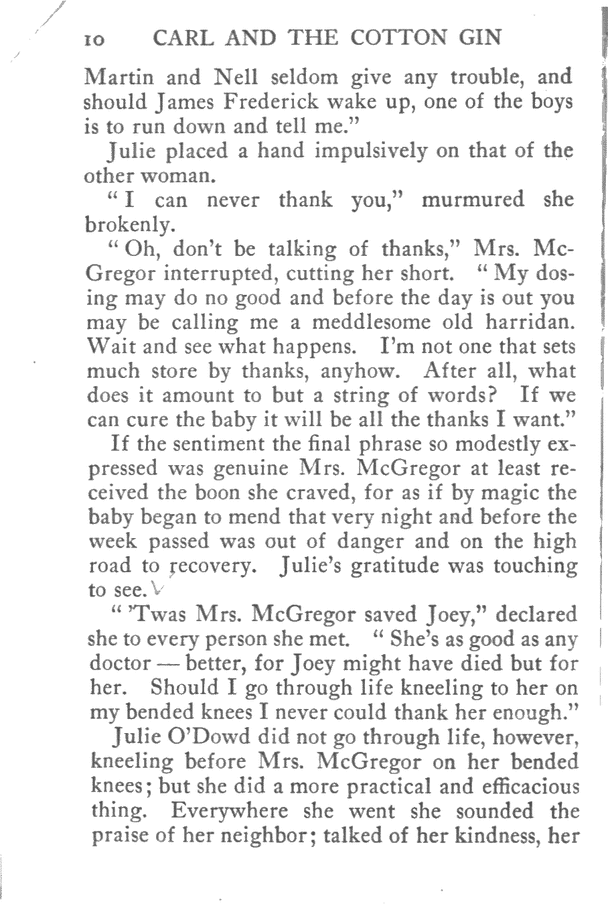 10 CARL AND THE COTTON GIN
Martin and Nell seldom give any trouble, and
should James Frederick wake up, one of the boys
is to run down and tell me.”
Julie placed a hand impulsively on that of the
other woman.
“ I can never thank you,” murmured she
brokenly.
“ Oh, don’t be talking of thanks,” Mrs. Mc-
Gregor interrupted, cutting her short. “ My dos-
ing may do no good and before the day is out you
may be calling me a meddlesome old harridan.
Wait and see what happens. I’m not one that sets
much store by thanks, anyhow. After all, what
does it amount to but a string of words? If we
can cure the baby it will be all the thanks I want.”
If the sentiment the final phrase so modestly ex-
pressed was genuine Mrs. McGregor at least re-
ceived the boon she craved, for as if by magic the
baby began to mend that very night and before the
week passed was out of danger and on the high
road to recovery. Julie’s gratitude was touching
to see.
“ ’Twas Mrs. McGregor saved Joey,” declared
she to every person she met. “ She’s as good as any
doctor — better, for Joey might have died but for
her. Should I go through life kneeling to her on
my bended knees I never could thank her enough.”
Julie O’Dowd did not go through life, however,
kneeling before Mrs. McGregor on her bended
knees; but she did a more practical and efficacious
thing. Everywhere she went she sounded the
praise of her neighbor; talked of her kindness, her